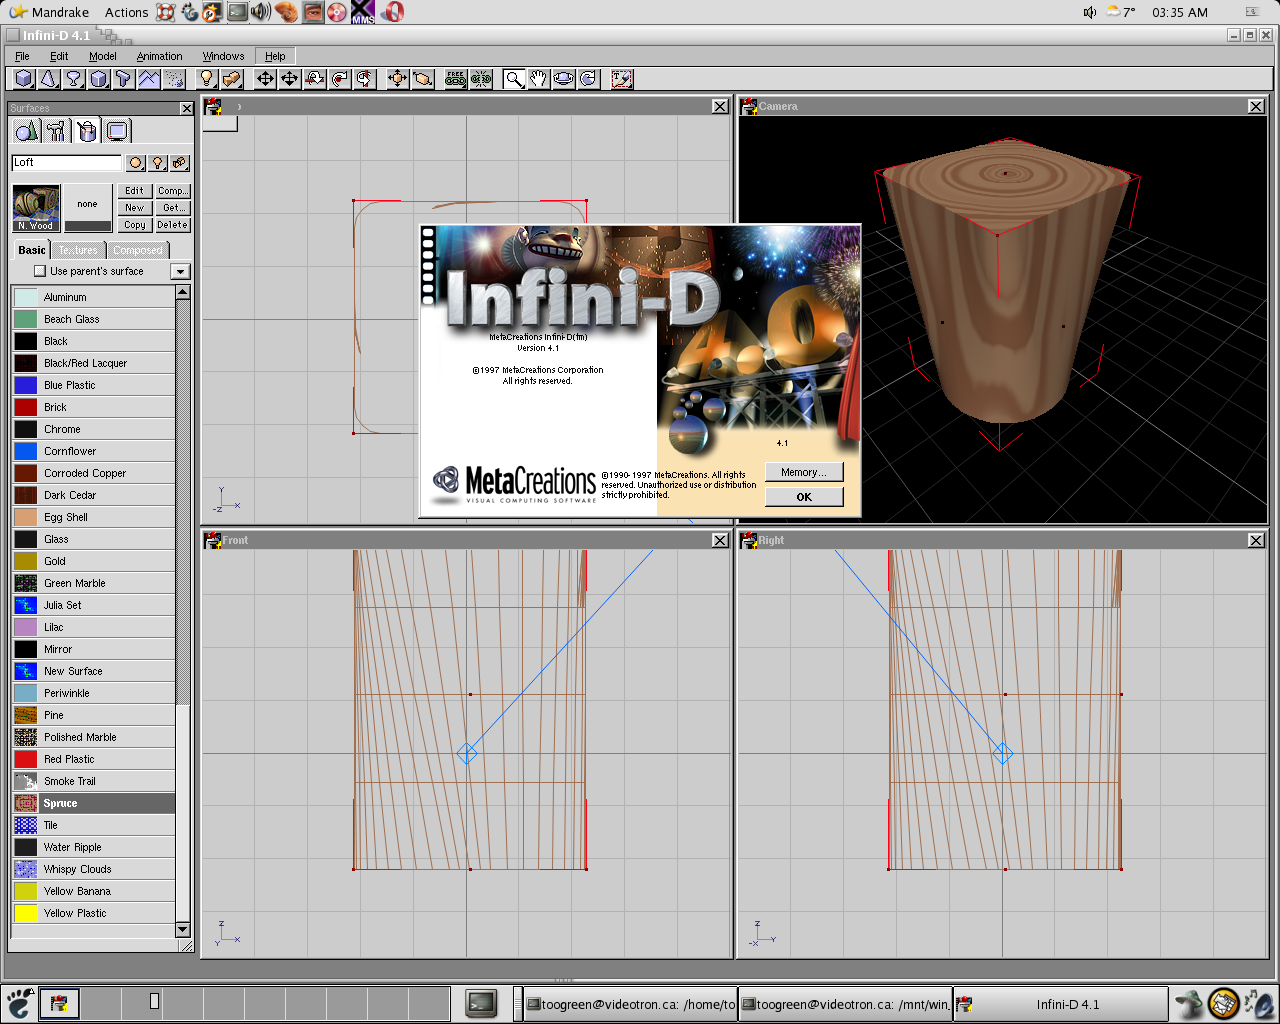 Mandrake Actions MMS 7° 03:35 AM
Infini-D 4.1
File Edit Model Animation Windows Help
FREE
Surfaces
Camera
Loft
none
N. Wood
Edit Comp...
New Get...
Copy Delete
Basic Textures Composed
Use parent's surface
Aluminum
Beach Glass
Black
Black/Red Lacquer
Blue Plastic
Brick
Chrome
Cornflower
Corroded Copper
Dark Cedar
Egg Shell
Glass
Gold
Green Marble
Julia Set
Lilac
Mirror
New Surface
Periwinkle
Pine
Polished Marble
Red Plastic
Smoke Trail
Spruce
Tile
Water Ripple
Whispy Clouds
Yellow Banana
Yellow Plastic
Infini-D
4.0
MetaCreations Infini-D(tm)
Version 4.1
©1997 MetaCreations Corporation
All rights reserved.
4.1
MetaCreations
VISUAL COMPUTING SOFTWARE
©1990-1997 MetaCreations. All rights
reserved. Unauthorized use or distribution
strictly prohibited.
Memory...
OK
Y
-Z X
Front
Right
Z
Y X
Z
-X Y
toogreen@videotron.ca: /home/to
toogreen@videotron.ca: /mnt/win_
Infini-D 4.1